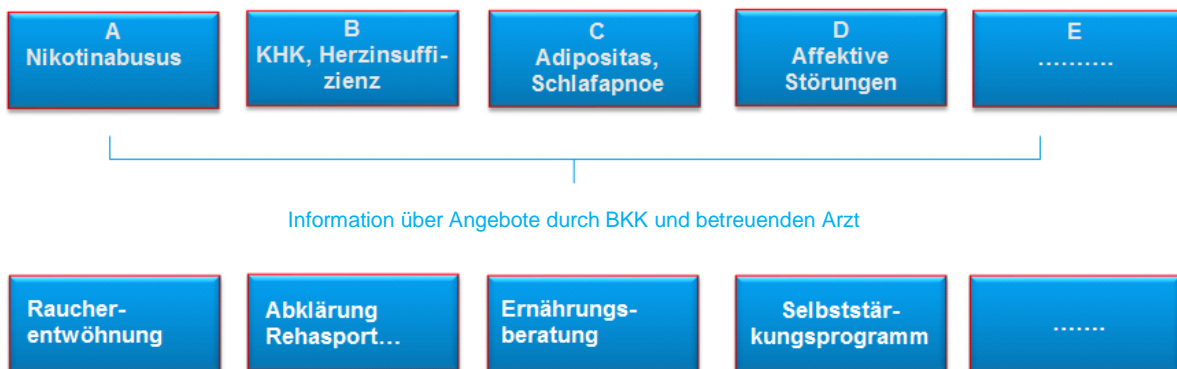 A
Nikotinabusus
B
KHK, Herzinsuffi-
zienz
C
Adipositas,
Schlafapnoe
D
Affektive
Störungen
E
..........
Information über Angebote durch BKK und betreuenden Arzt
Raucher-
entwöhnung
Abklärung
Rehasport...
Ernährungs-
beratung
Selbststär-
kungsprogramm
.......